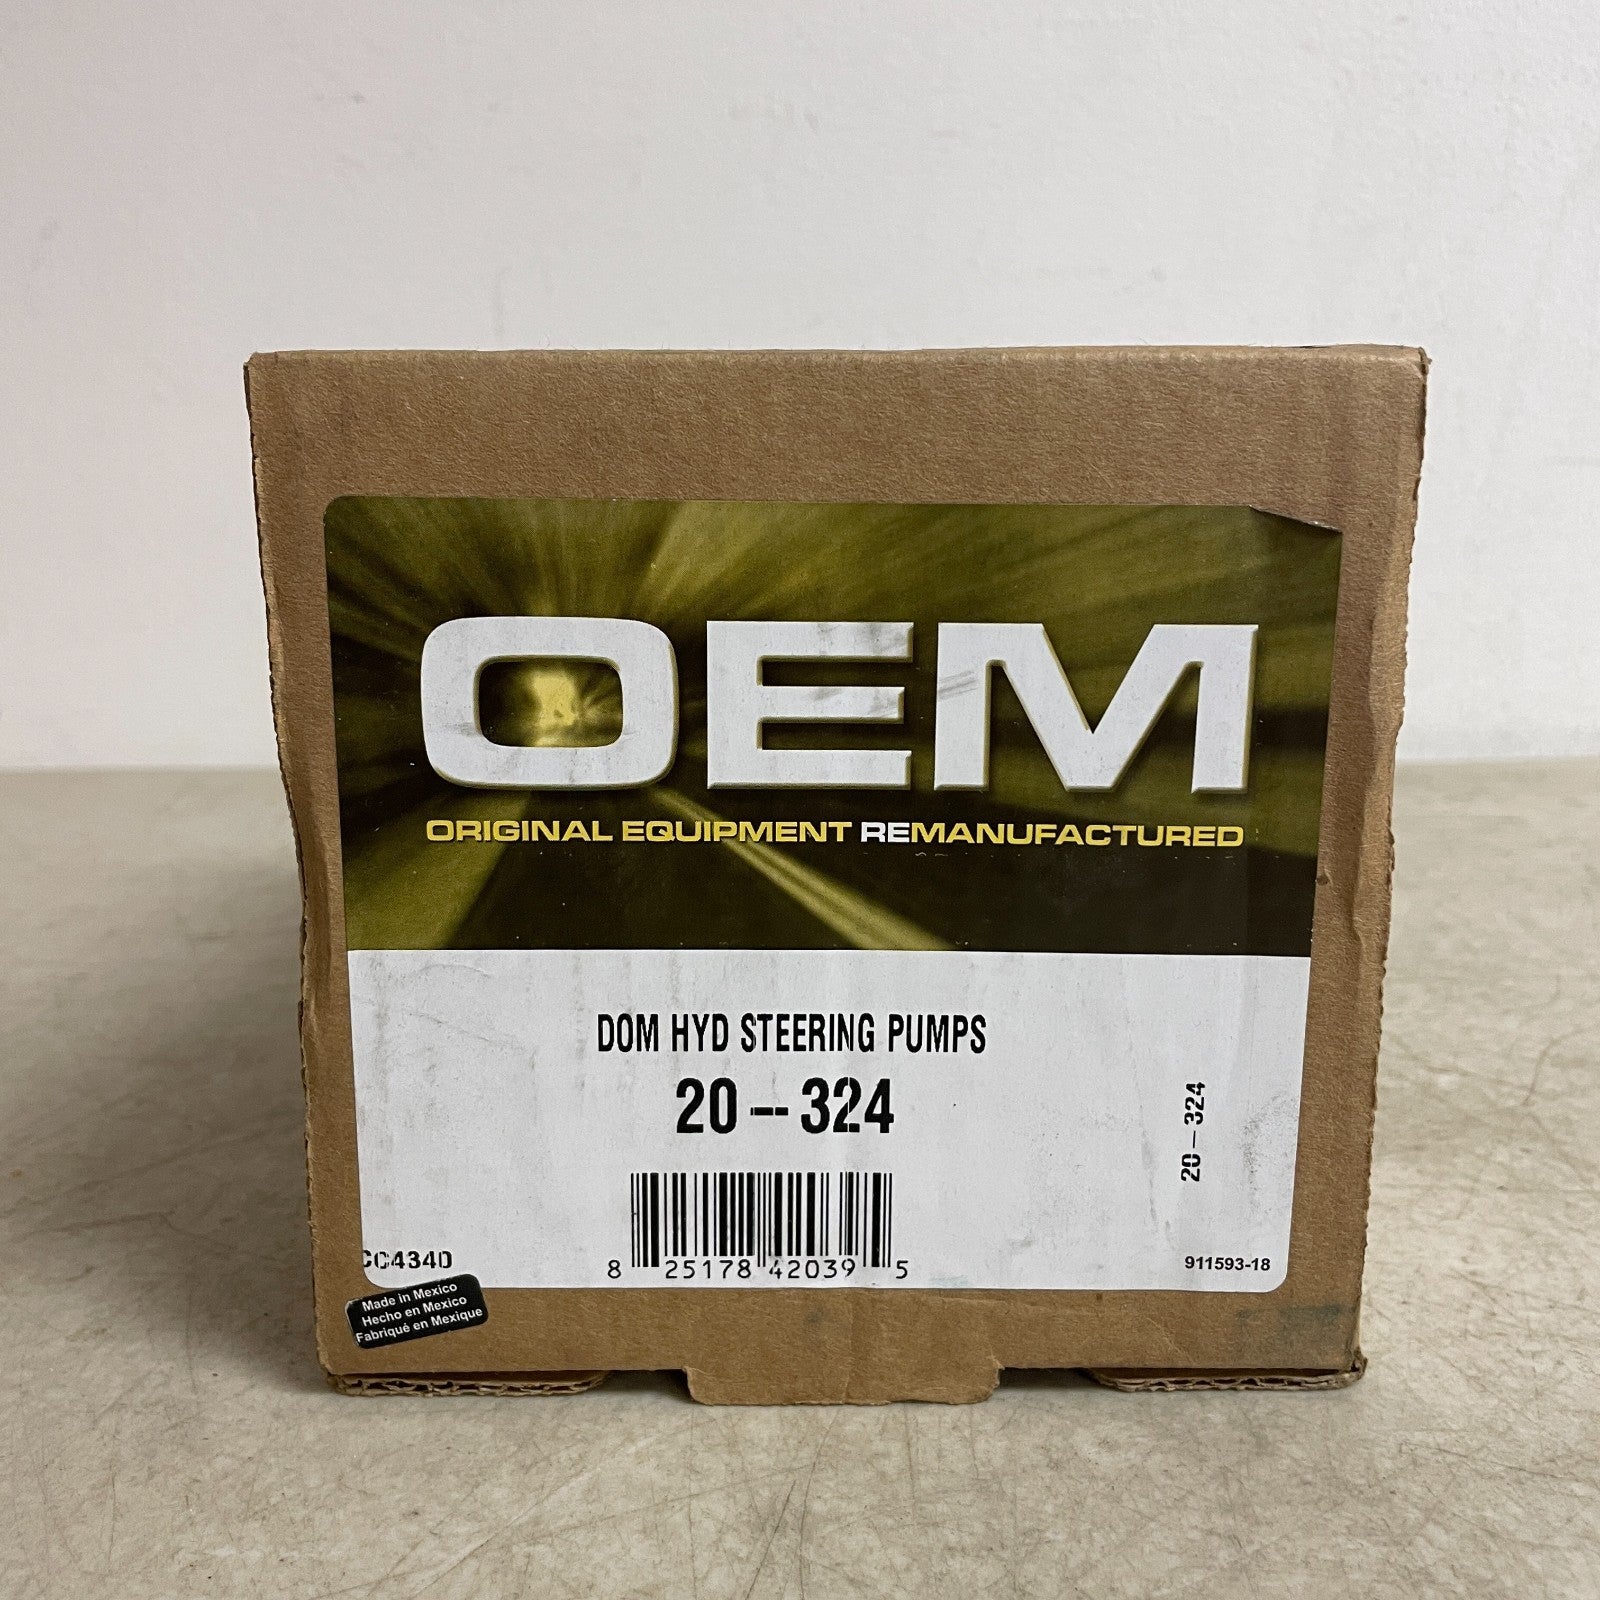 OEM
ORIGINAL EQUIPMENT REMANUFACTURED
DOM HYD STEERING PUMPS
20-324
20-324
8 25178 42039 5
CC4340
911593-18
Made in Mexico
Hecho en Mexico
Fabriqué en Mexique